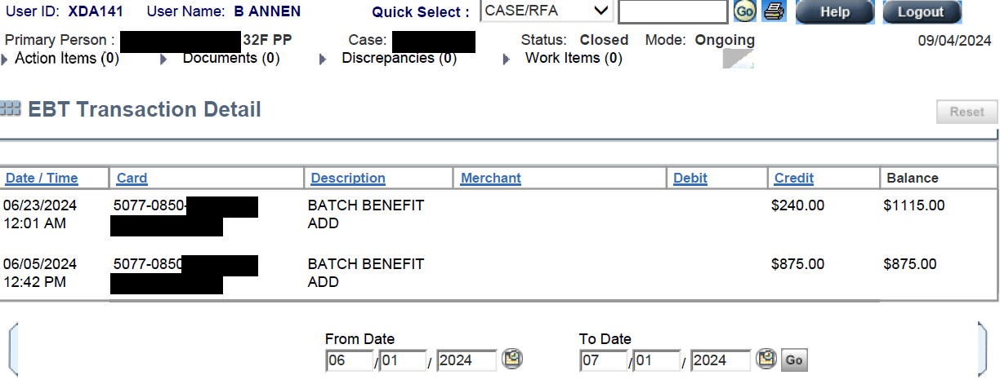 User ID: XDA141 User Name: B ANNEN Quick Select : CASE/RFA Go Help Logout
Primary Person : 32F PP Case: Status: Closed Mode: Ongoing 09/04/2024
Action Items (0) Documents (0) Discrepancies (0) Work Items (0)
EBT Transaction Detail
Reset
Date / Time Card Description Merchant Debit Credit Balance
06/23/2024 5077-0850- BATCH BENEFIT $240.00 $1115.00
12:01 AM ADD
06/05/2024 5077-0850 BATCH BENEFIT $875.00 $875.00
12:42 PM ADD
From Date To Date
06 / 01 / 2024 07 / 01 / 2024 Go